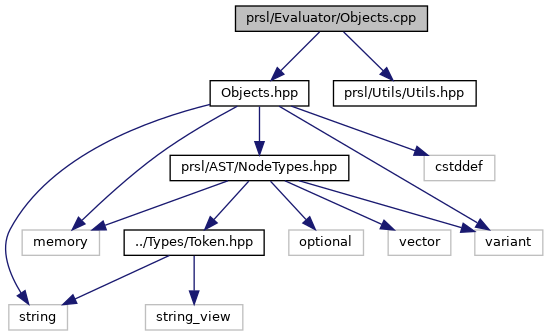 prsl/Evaluator/Objects.cpp
Objects.hpp
prsl/Utils/Utils.hpp
prsl/AST/NodeTypes.hpp
cstddef
memory
../Types/Token.hpp
optional
vector
variant
string
string_view